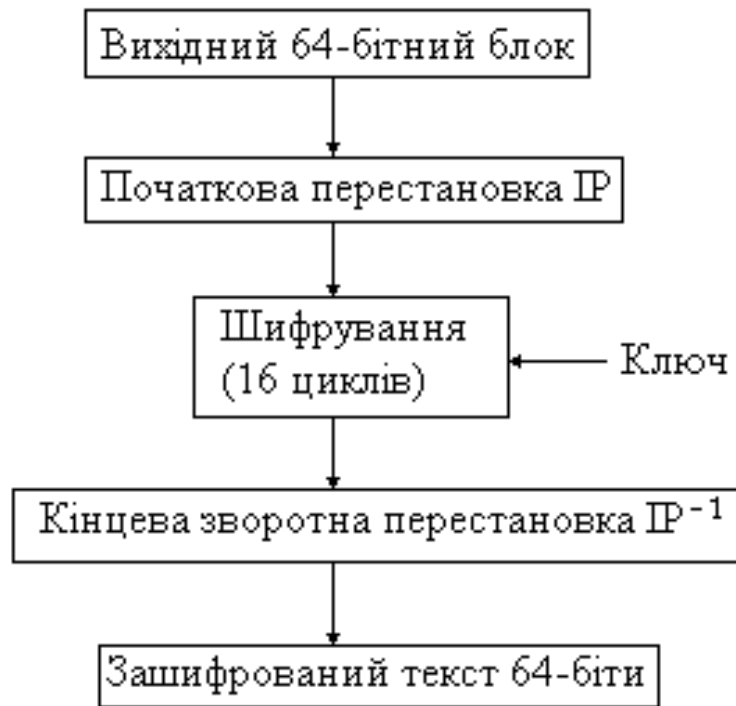 Вихідний 64-бітний блок
Початкова перестановка IP
Шифрування
(16 циклів)
Ключ
Кінцева зворотна перестановка IP⁻¹
Зашифрований текст 64-біти